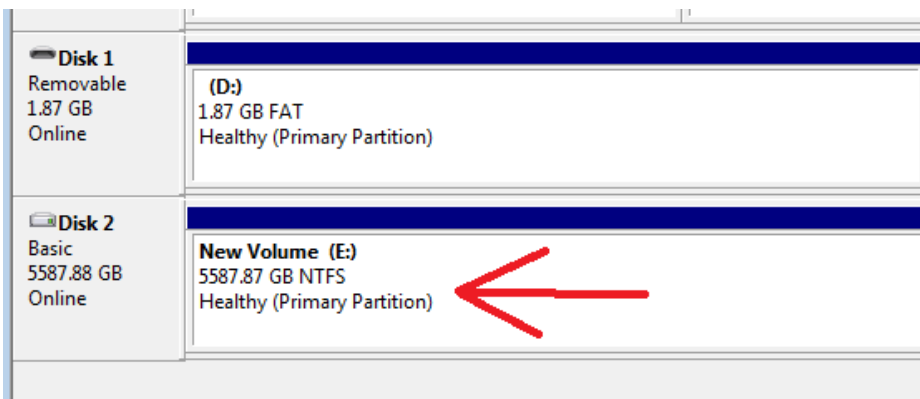 Disk 1
Removable
1.87 GB
Online
(D:)
1.87 GB FAT
Healthy (Primary Partition)
Disk 2
Basic
5587.88 GB
Online
New Volume (E:)
5587.87 GB NTFS
Healthy (Primary Partition)